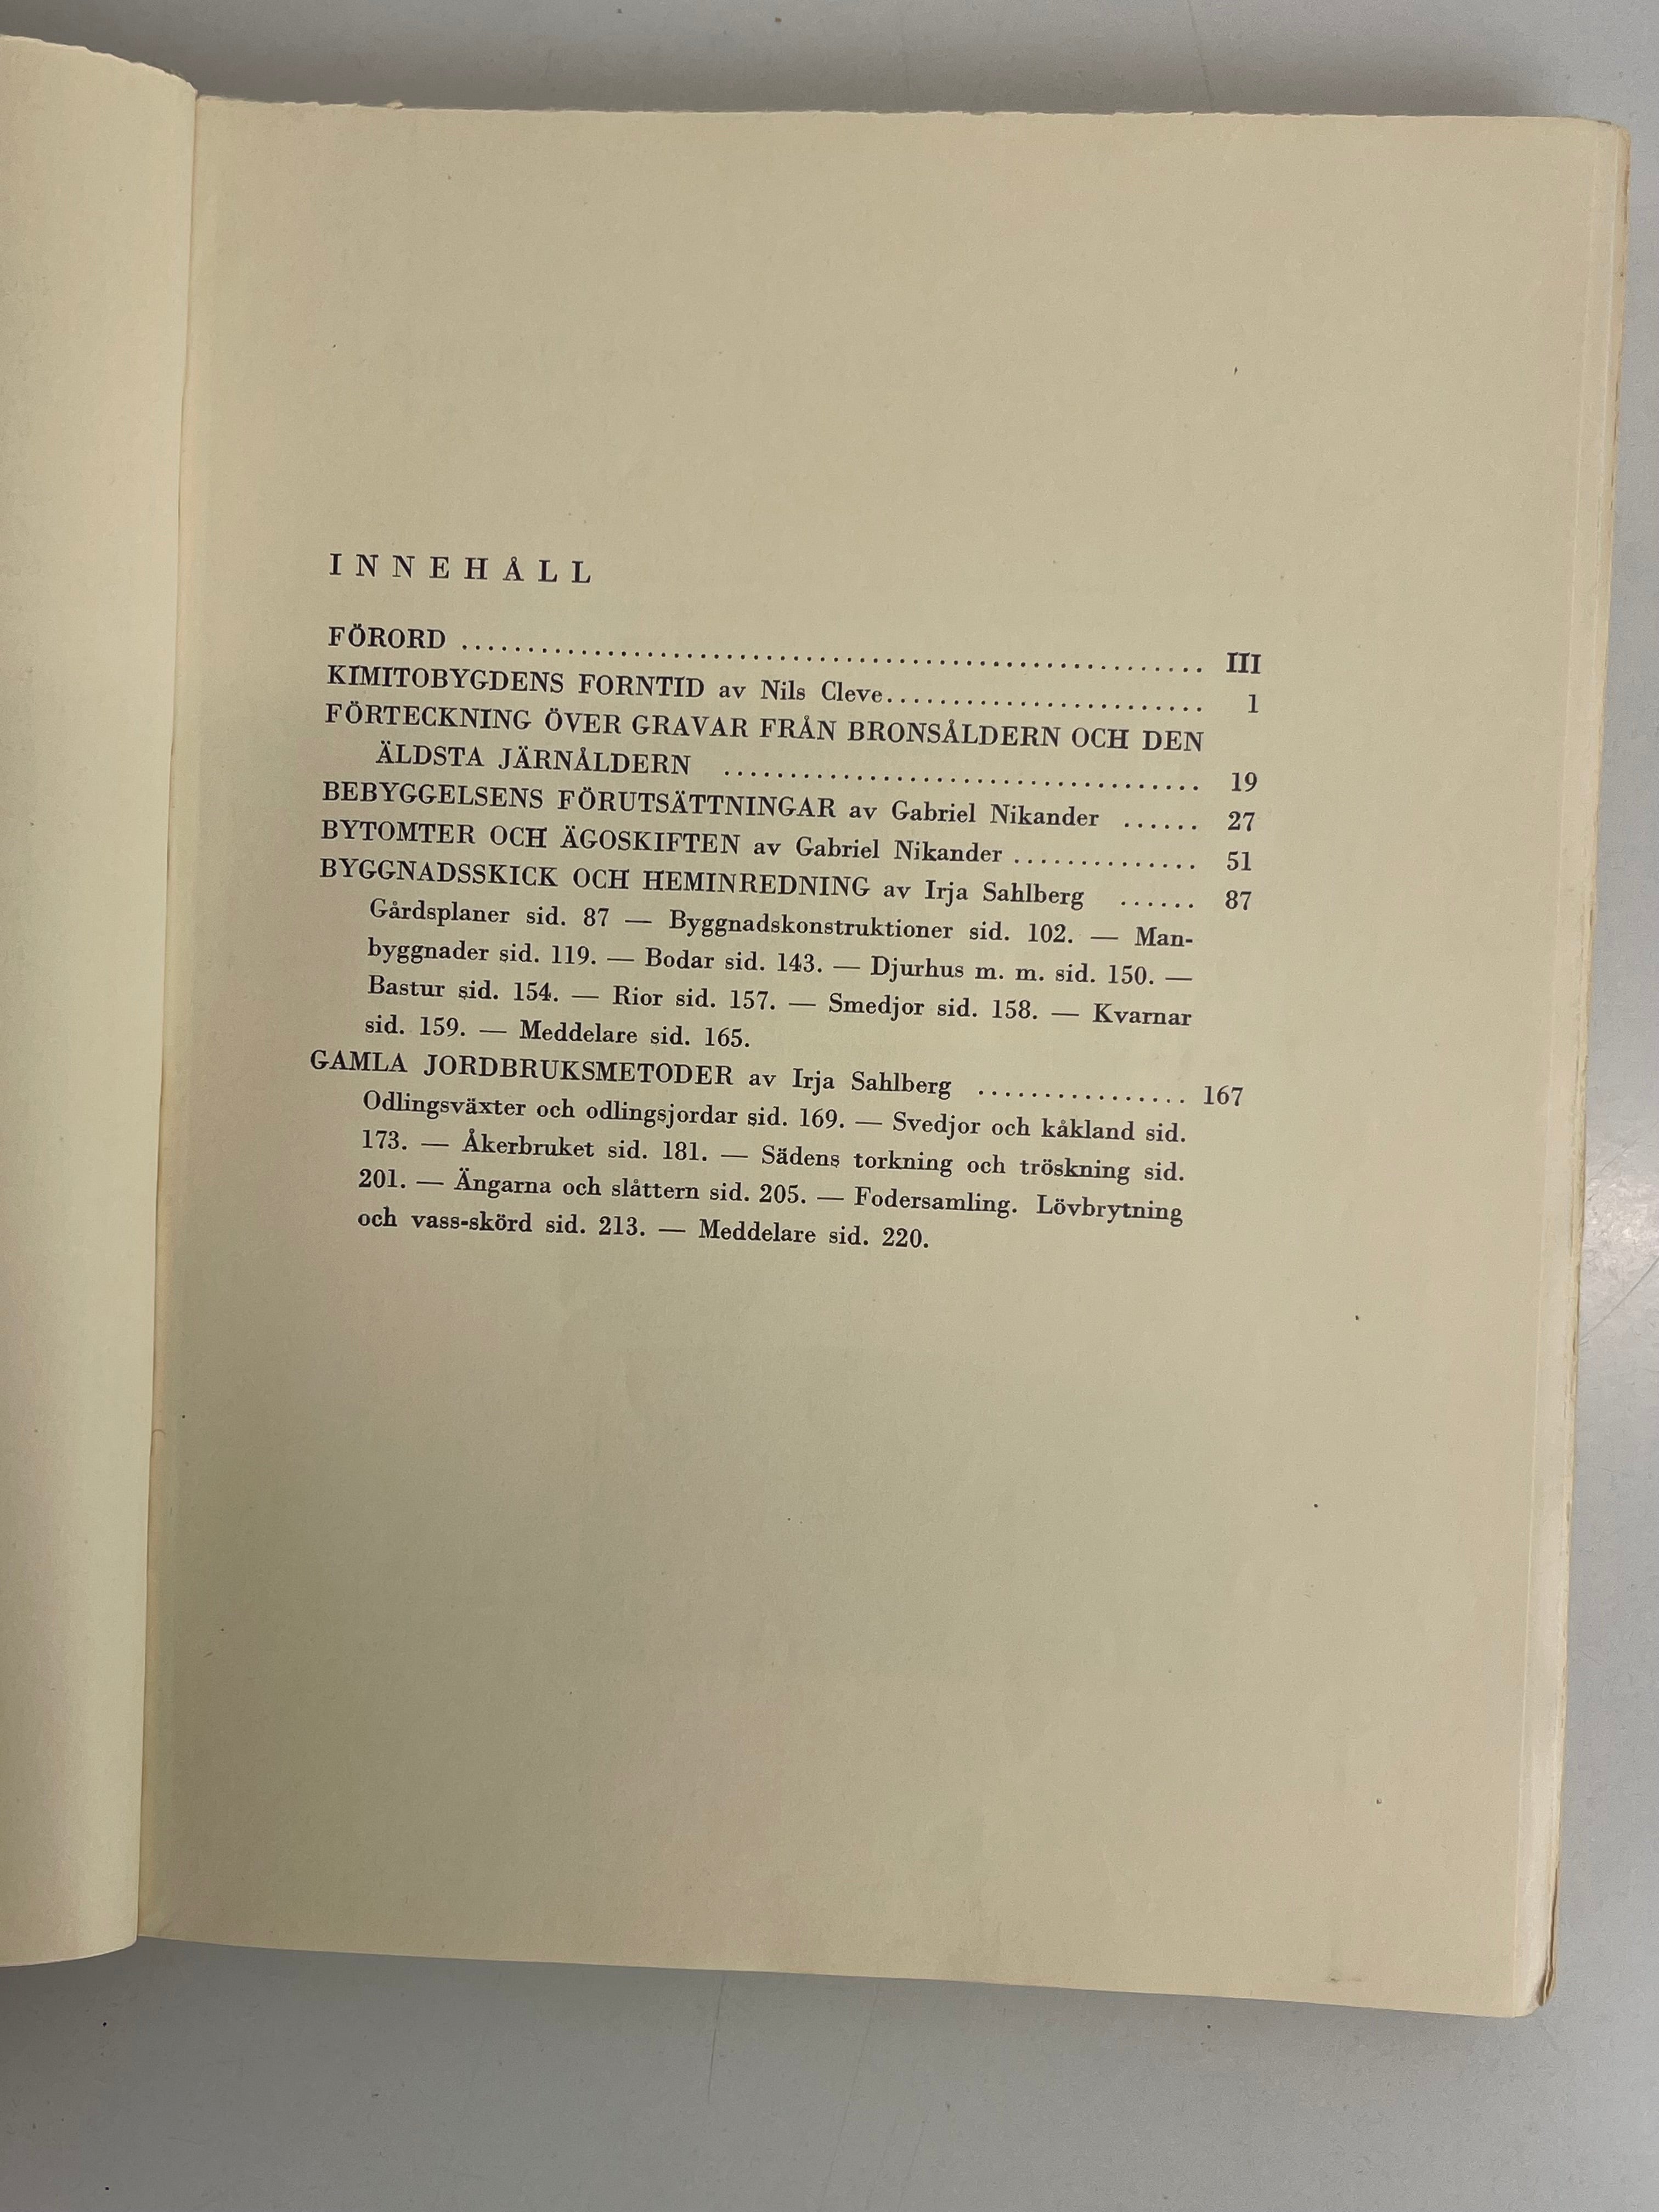 INNEHÅLL
FÖRORD ........................................................ III
KIMITOBYGDENS FORNTID av Nils Cleve........................ 1
FÖRTECKNING ÖVER GRAVAR FRÅN BRONSÅLDERN OCH DEN
ÄLDSTA JÄRNÅLDERN .................................... 19
BEBYGGELSENS FÖRUTSÄTTNINGAR av Gabriel Nikander ...... 27
BYTOMTER OCH ÄGOSKIFTEN av Gabriel Nikander .............. 51
BYGGNADSSKICK OCH HEMINREDNING av Irja Sahlberg ...... 87
Gårdsplaner sid. 87 — Byggnadskonstruktioner sid. 102. — Man-
byggnader sid. 119. — Bodar sid. 143. — Djurhus m. m. sid. 150. —
Bastur sid. 154. — Rior sid. 157. — Smedjor sid. 158. — Kvarnar
sid. 159. — Meddelare sid. 165.
GAMLA JORDBRUKSMETODER av Irja Sahlberg ................ 167
Odlingsväxter och odlingsjordar sid. 169. — Svedjor och kåkland sid.
173. — Åkerbruket sid. 181. — Sädens torkning och tröskning sid.
201. — Ängarna och slåttern sid. 205. — Fodersamling. Lövbrytning
och vass-skörd sid. 213. — Meddelare sid. 220.